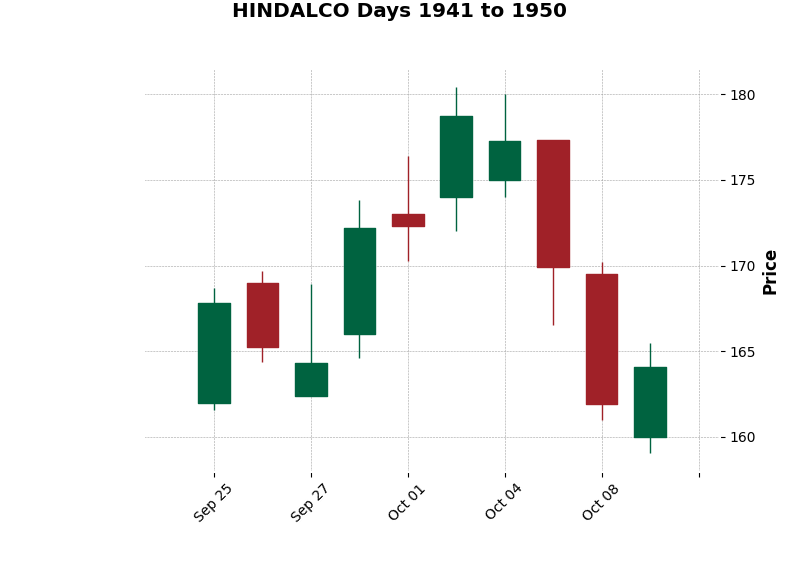 HINDALCO Days 1941 to 1950
180
175
170
165
160
Price
Sep 25
Sep 27
Oct 01
Oct 04
Oct 08